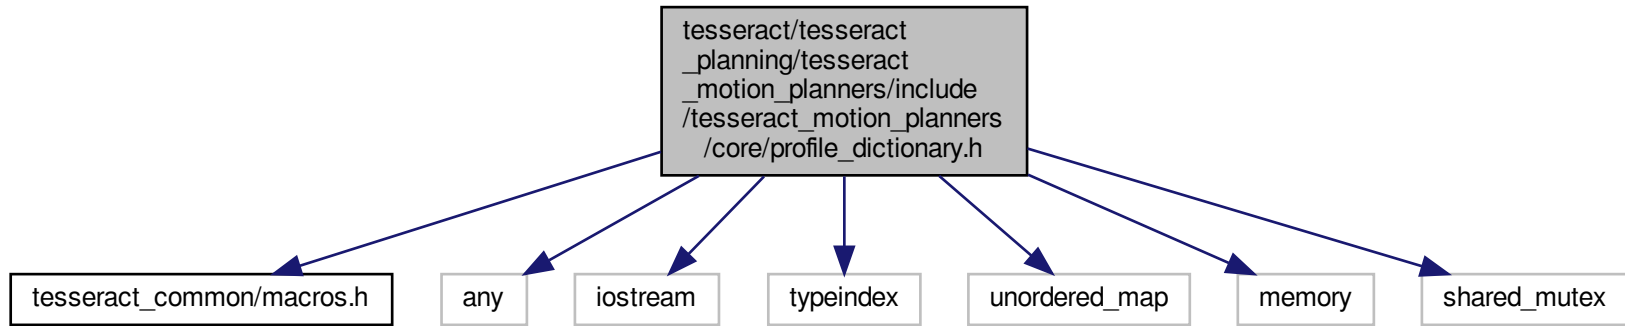 tesseract/tesseract
_planning/tesseract
_motion_planners/include
/tesseract_motion_planners
/core/profile_dictionary.h
tesseract_common/macros.h
any
iostream
typeindex
unordered_map
memory
shared_mutex